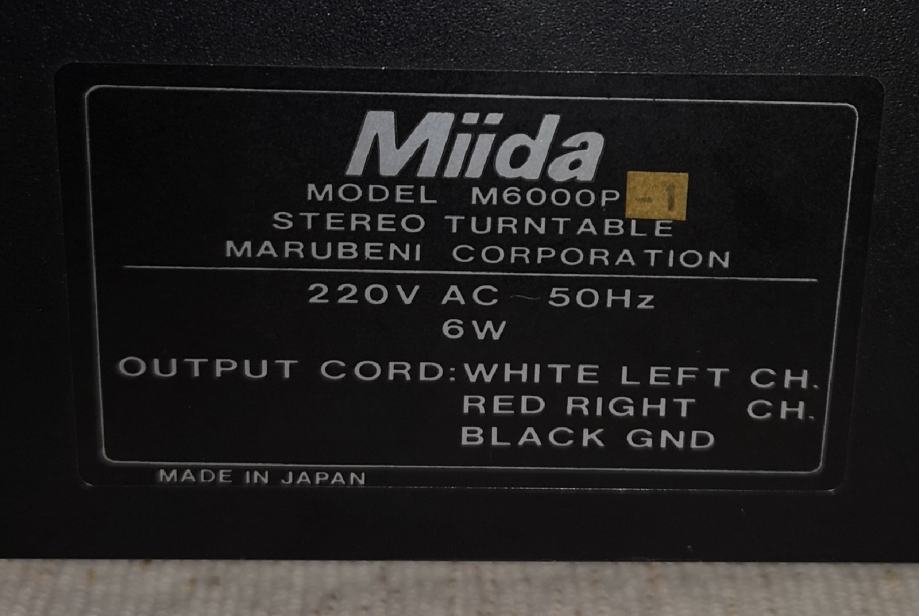 Miida
MODEL M6000P -1
STEREO TURNTABLE
MARUBENI CORPORATION
220V AC ~ 50Hz
6W
OUTPUT CORD:WHITE LEFT CH.
RED RIGHT CH.
BLACK GND
MADE IN JAPAN